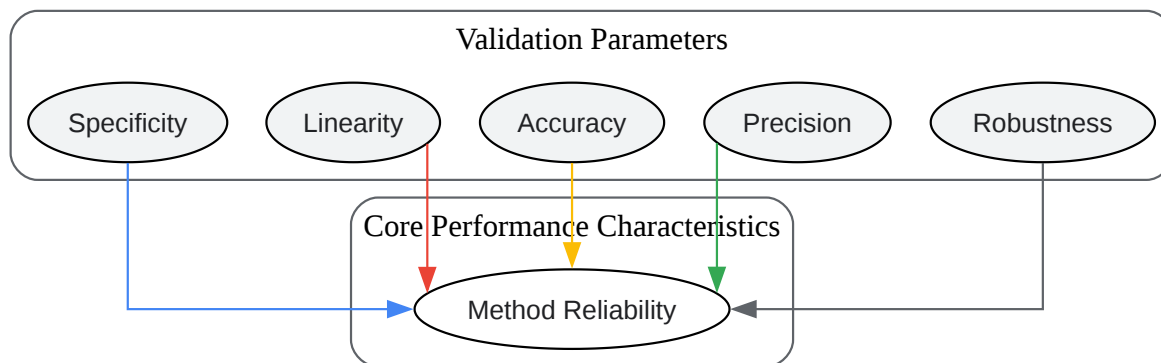 Validation Parameters
Specificity
Linearity
Accuracy
Precision
Robustness
Core Performance Characteristics
Method Reliability